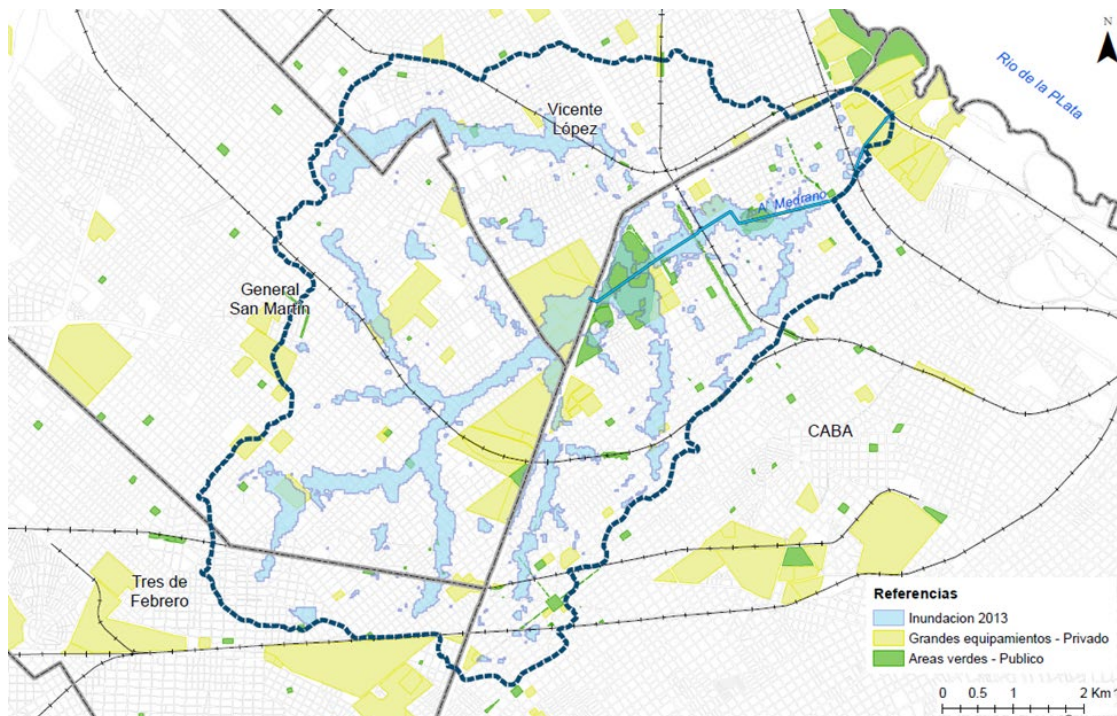 N
Rio de la PLata
Vicente
López
A° Medrano
General
San Martín
CABA
Tres de
Febrero
Referencias
Inundacion 2013
Grandes equipamientos - Privado
Areas verdes - Publico
0 0.5 1 2 Km